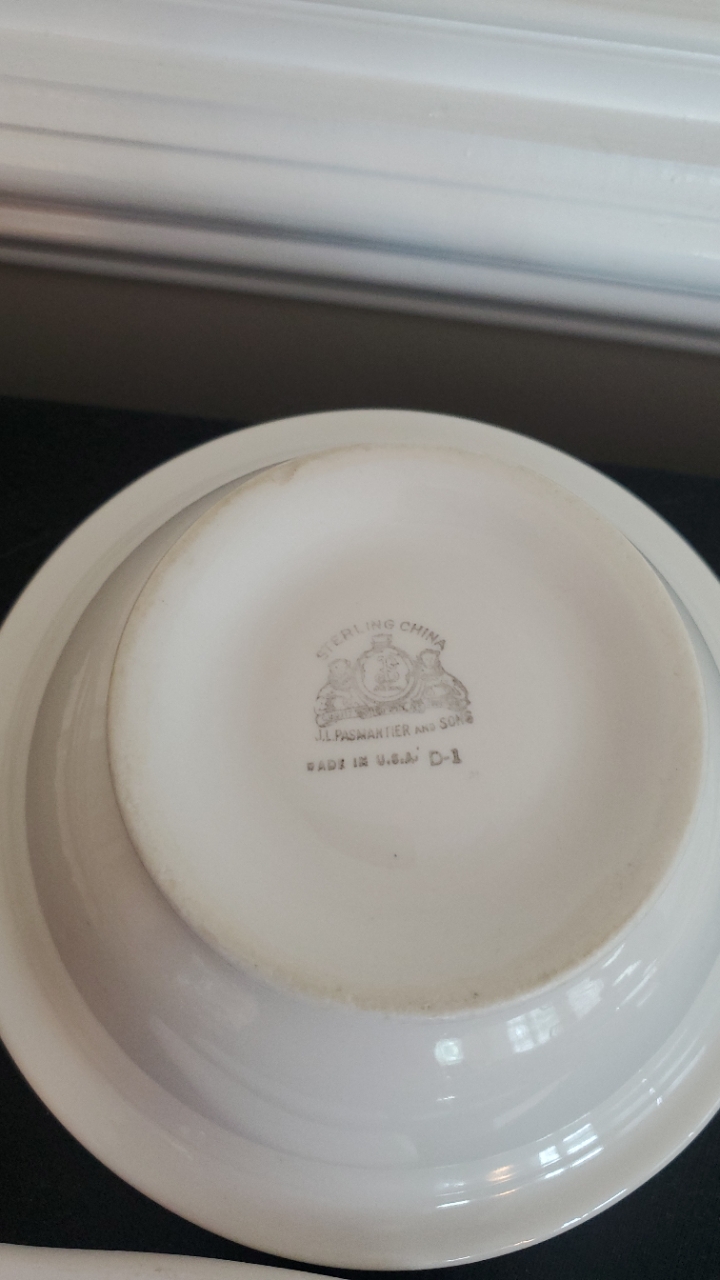 STERLING CHINA
J.L. PASMANTIER AND SONS
MADE IN U.S.A. D-1